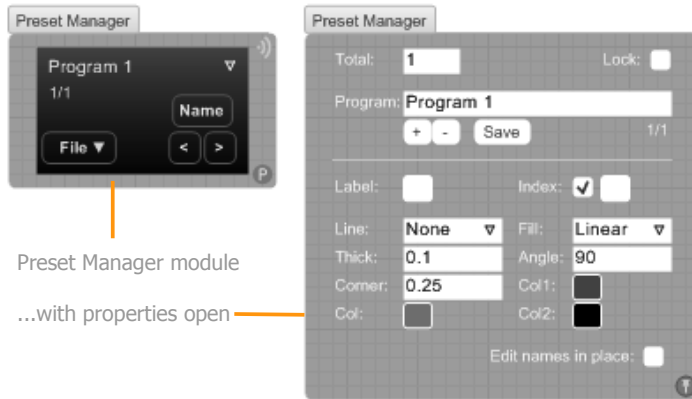 Preset Manager
Program 1
1/1
Name
File ▼
< >
P
Preset Manager module
...with properties open
Preset Manager
Total: 1 Lock:
Program: Program 1
+ - Save 1/1
Label: Index:
Line: None Fill: Linear
Thick: 0.1 Angle: 90
Corner: 0.25 Col1:
Col: Col2:
Edit names in place: